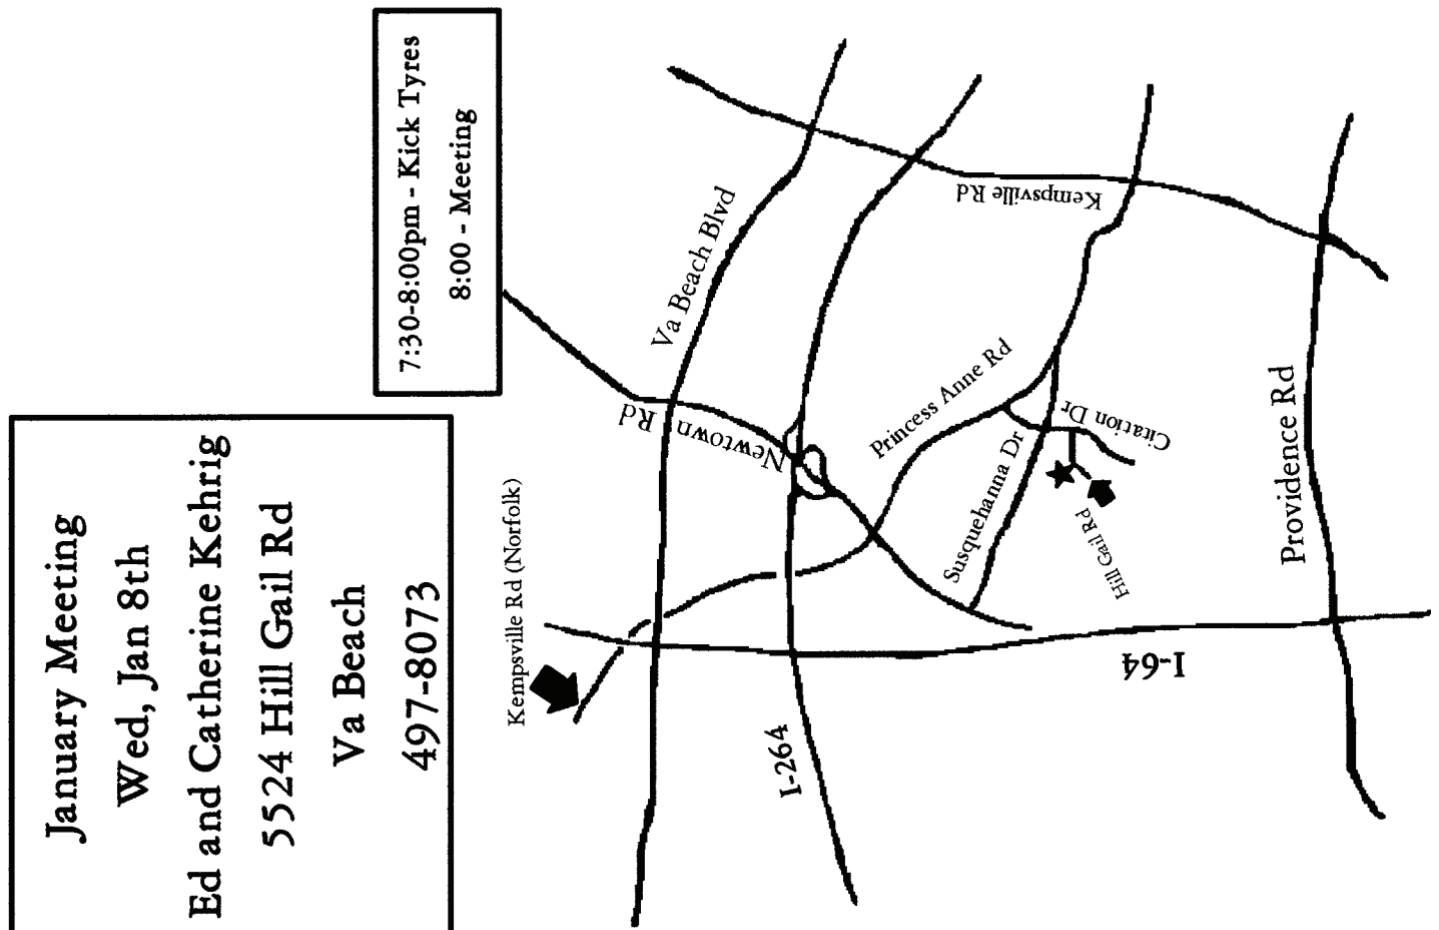 January Meeting
Wed, Jan 8th
Ed and Catherine Kehrig
5524 Hill Gail Rd
Va Beach
497-8073
7:30-8:00pm - Kick Tyres
8:00 - Meeting
Kempsville Rd (Norfolk)
Newtown Rd
Va Beach Blvd
I-264
Princess Anne Rd
Kempsville Rd
Susquehanna Dr
Citation Dr
Hill Gail Rd
I-64
Providence Rd